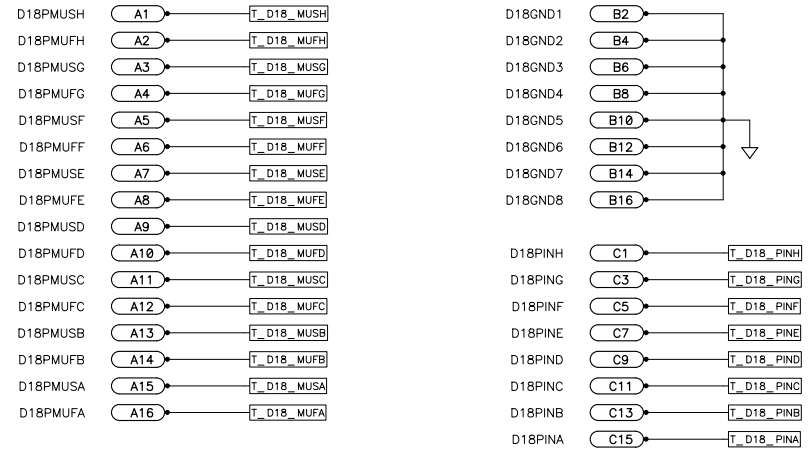 D18PMUSH A1 T_D18_MUSH
D18PMUFH A2 T_D18_MUFH
D18PMUSG A3 T_D18_MUSG
D18PMUFG A4 T_D18_MUFG
D18PMUSF A5 T_D18_MUSF
D18PMUFF A6 T_D18_MUFF
D18PMUSE A7 T_D18_MUSE
D18PMUFE A8 T_D18_MUFE
D18PMUSD A9 T_D18_MUSD
D18PMUFD A10 T_D18_MUFD
D18PMUSC A11 T_D18_MUSC
D18PMUFC A12 T_D18_MUFC
D18PMUSB A13 T_D18_MUSB
D18PMUFB A14 T_D18_MUFB
D18PMUSA A15 T_D18_MUSA
D18PMUFA A16 T_D18_MUFA
D18GND1 B2
D18GND2 B4
D18GND3 B6
D18GND4 B8
D18GND5 B10
D18GND6 B12
D18GND7 B14
D18GND8 B16
D18PINH C1 T_D18_PINH
D18PING C3 T_D18_PING
D18PINF C5 T_D18_PINF
D18PINE C7 T_D18_PINE
D18PIND C9 T_D18_PIND
D18PINC C11 T_D18_PINC
D18PINB C13 T_D18_PINB
D18PINA C15 T_D18_PINA